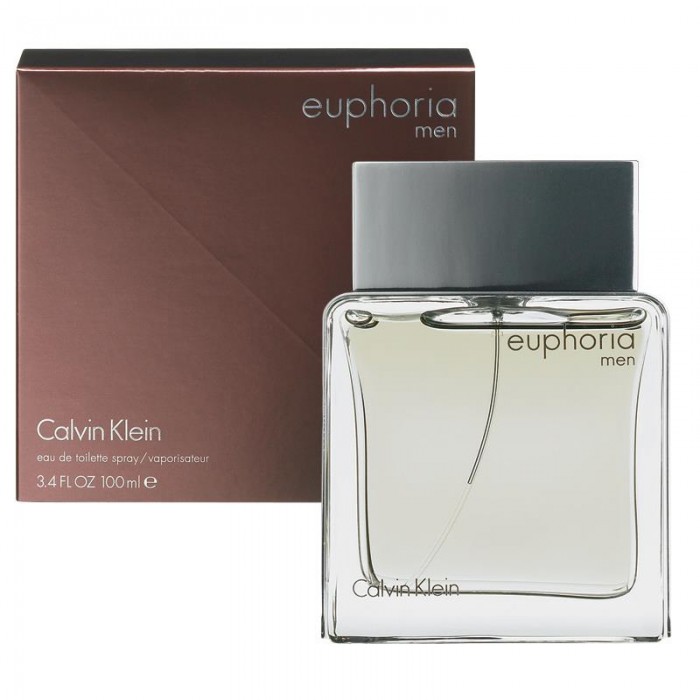 euphoria
men
Calvin Klein
eau de toilette spray/vaporisateur
3.4 FL OZ 100 ml ℮
euphoria
men
Calvin Klein